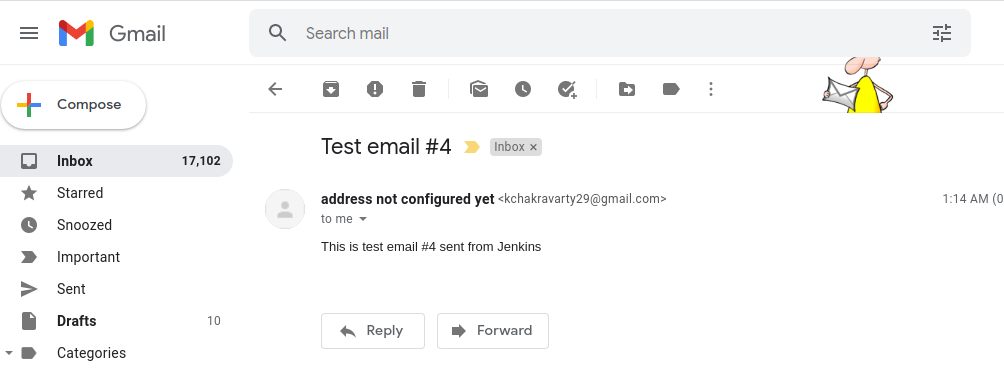 Gmail
Search mail
Compose
Test email #4 Inbox ×
Inbox 17,102
address not configured yet <kchakravarty29@gmail.com> 1:14 AM (0
Starred
to me
Snoozed
This is test email #4 sent from Jenkins
Important
Sent
Drafts 10
Reply Forward
Categories